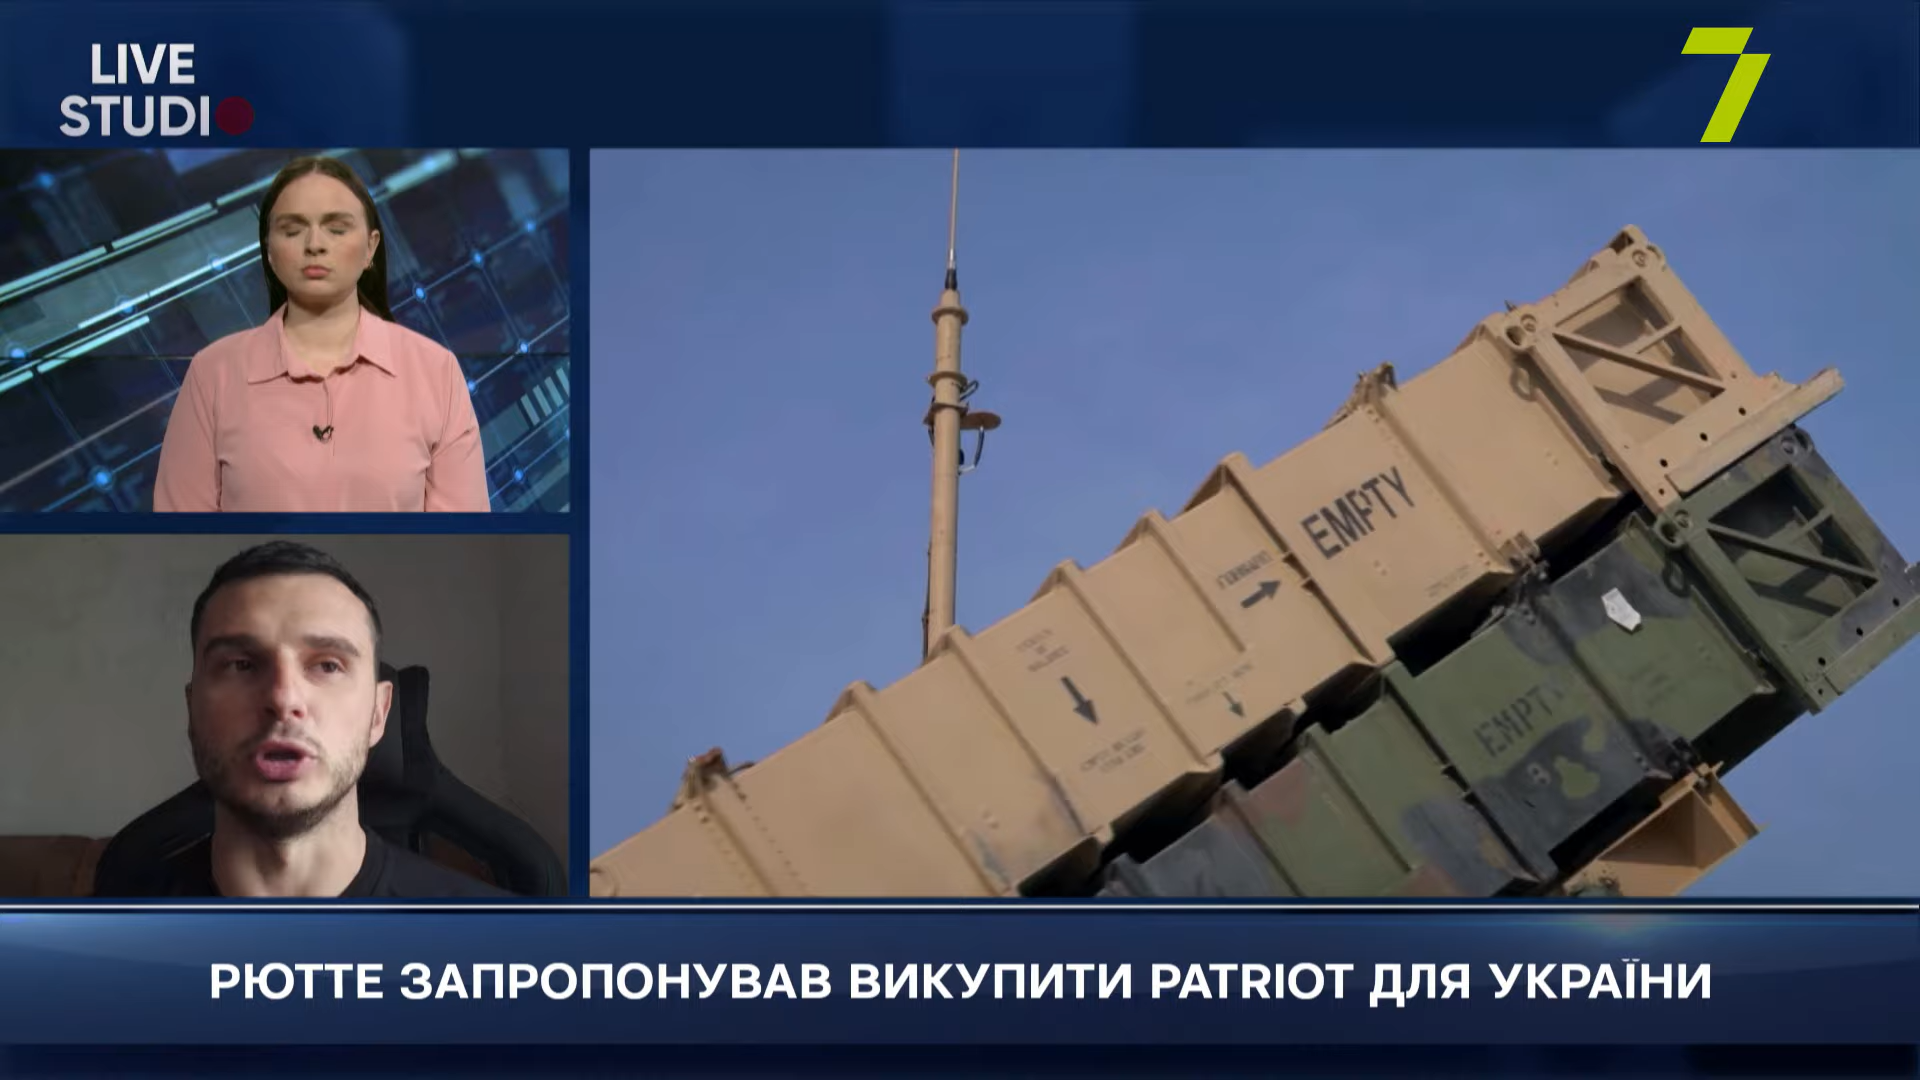 LIVE
STUDIO
7
EMPTY
EMPTY
РЮТТЕ ЗАПРОПОНУВАВ ВИКУПИТИ PATRIOT ДЛЯ УКРАЇНИ